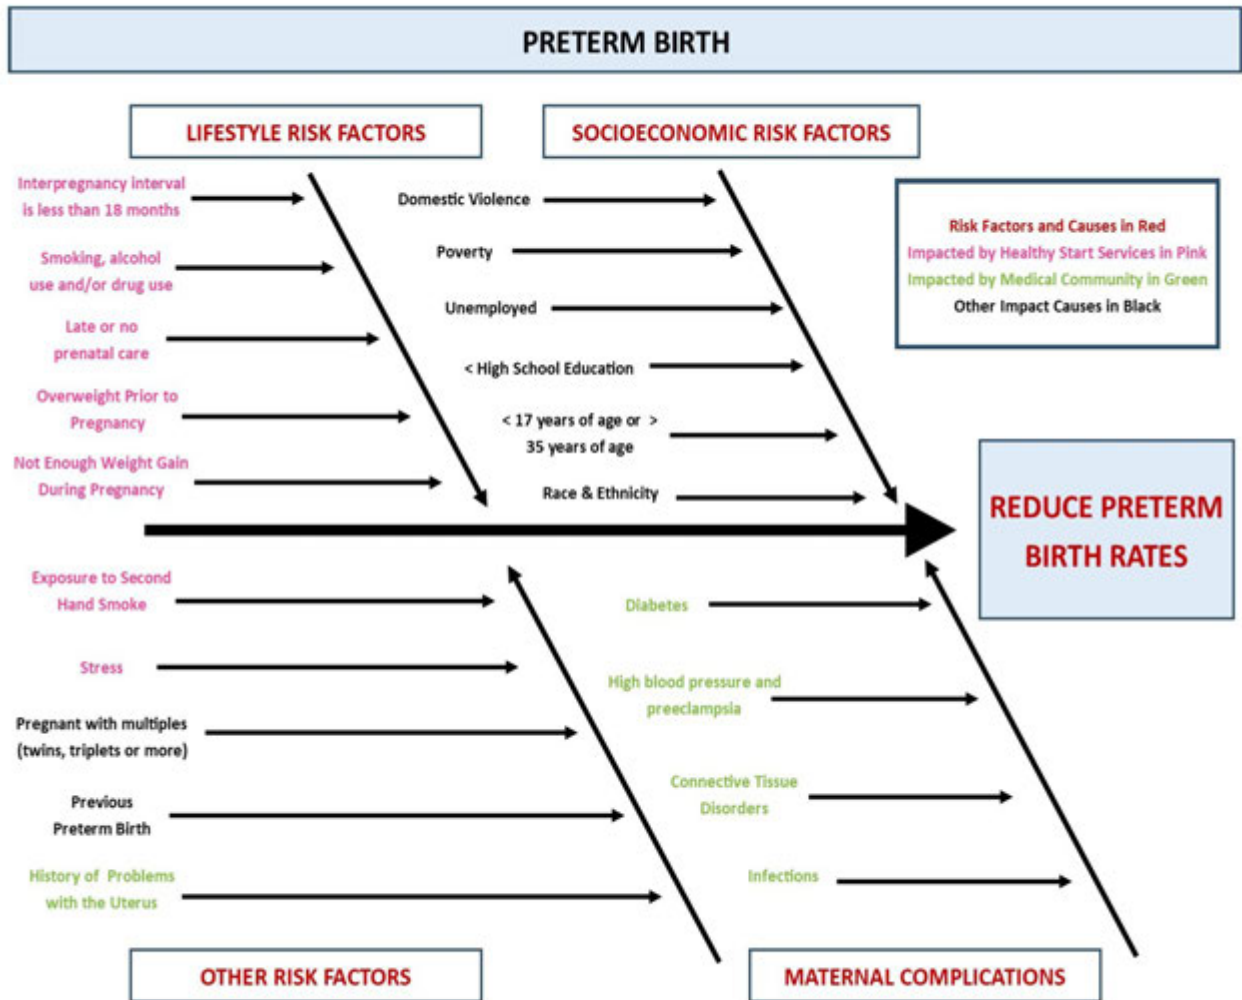 PRETERM BIRTH
LIFESTYLE RISK FACTORS
Interpregnancy interval
is less than 18 months
Smoking, alcohol
use and/or drug use
Late or no
prenatal care
Overweight Prior to
Pregnancy
Not Enough Weight Gain
During Pregnancy
SOCIOECONOMIC RISK FACTORS
Domestic Violence
Poverty
Unemployed
< High School Education
< 17 years of age or >
35 years of age
Race & Ethnicity
Risk Factors and Causes in Red
Impacted by Healthy Start Services in Pink
Impacted by Medical Community in Green
Other Impact Causes in Black
REDUCE PRETERM
BIRTH RATES
Exposure to Second
Hand Smoke
Stress
Pregnant with multiples
(twins, triplets or more)
Previous
Preterm Birth
History of Problems
with the Uterus
OTHER RISK FACTORS
Diabetes
High blood pressure and
preeclampsia
Connective Tissue
Disorders
Infections
MATERNAL COMPLICATIONS